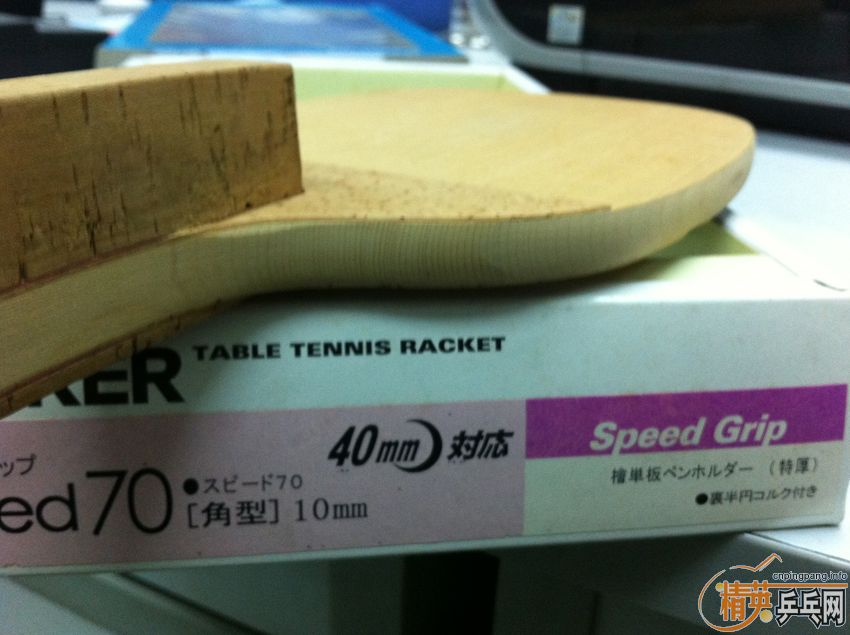 KER TABLE TENNIS RACKET
ップ
ed70
●スピード70
[角型] 10mm
40mm 対応
Speed Grip
檜単板ペンホルダー (特厚)
●裏半円コルク付き
cnpingpang.info
精英乒乓网